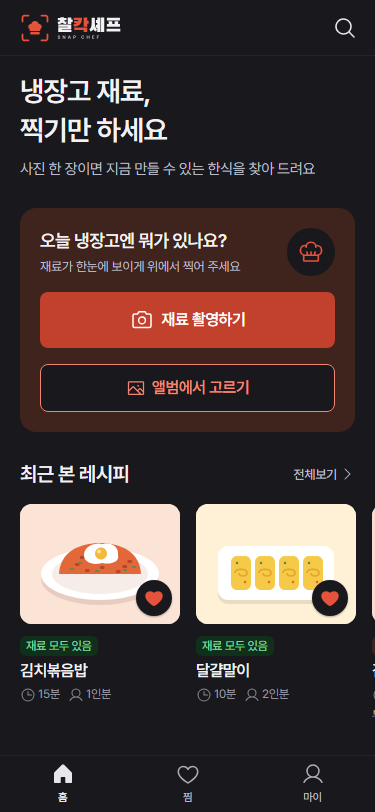 찰칵셰프
SNAP CHEF
냉장고 재료,
찍기만 하세요
사진 한 장이면 지금 만들 수 있는 한식을 찾아 드려요
오늘 냉장고엔 뭐가 있나요?
재료가 한눈에 보이게 위에서 찍어 주세요
재료 촬영하기
앨범에서 고르기
최근 본 레시피
전체보기
재료 모두 있음
김치볶음밥
15분 1인분
재료 모두 있음
달걀말이
10분 2인분
홈
찜
마이